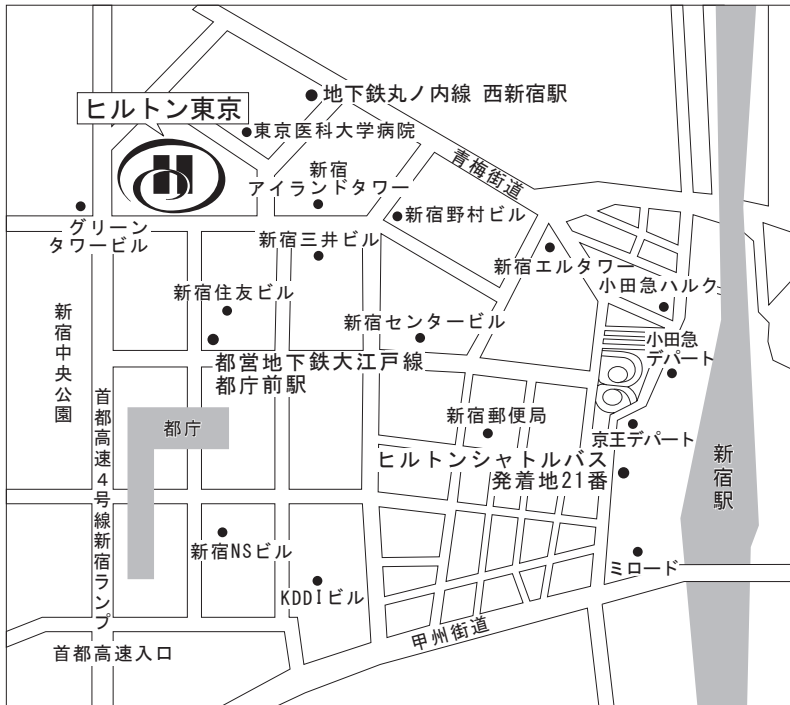 地下鉄丸ノ内線 西新宿駅
ヒルトン東京
東京医科大学病院
青梅街道
新宿
アイランドタワー
新宿野村ビル
グリーン
タワービル
新宿三井ビル
新宿エルタワー
小田急ハルク
新宿住友ビル
新宿センタービル
新宿中央公園
小田急
デパート
都営地下鉄大江戸線
都庁前駅
首都高速4号線新宿ランプ
都庁
新宿郵便局
京王デパート
ヒルトンシャトルバス
発着地21番
新宿駅
新宿NSビル
ミロード
KDDIビル
甲州街道
首都高速入口